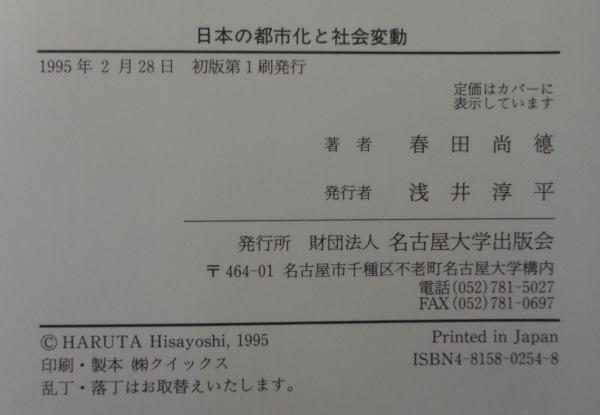 日本の都市化と社会変動
1995年2月28日 初版第1刷発行
定価はカバーに
表示しています
著者 春田尚徳
発行者 浅井淳平
発行所 財団法人 名古屋大学出版会
〒464-01 名古屋市千種区不老町名古屋大学構内
電話(052)781-5027
FAX(052)781-0697
© HARUTA Hisayoshi, 1995
Printed in Japan
印刷・製本 ㈱クイックス
ISBN4-8158-0254-8
乱丁・落丁はお取替えいたします。